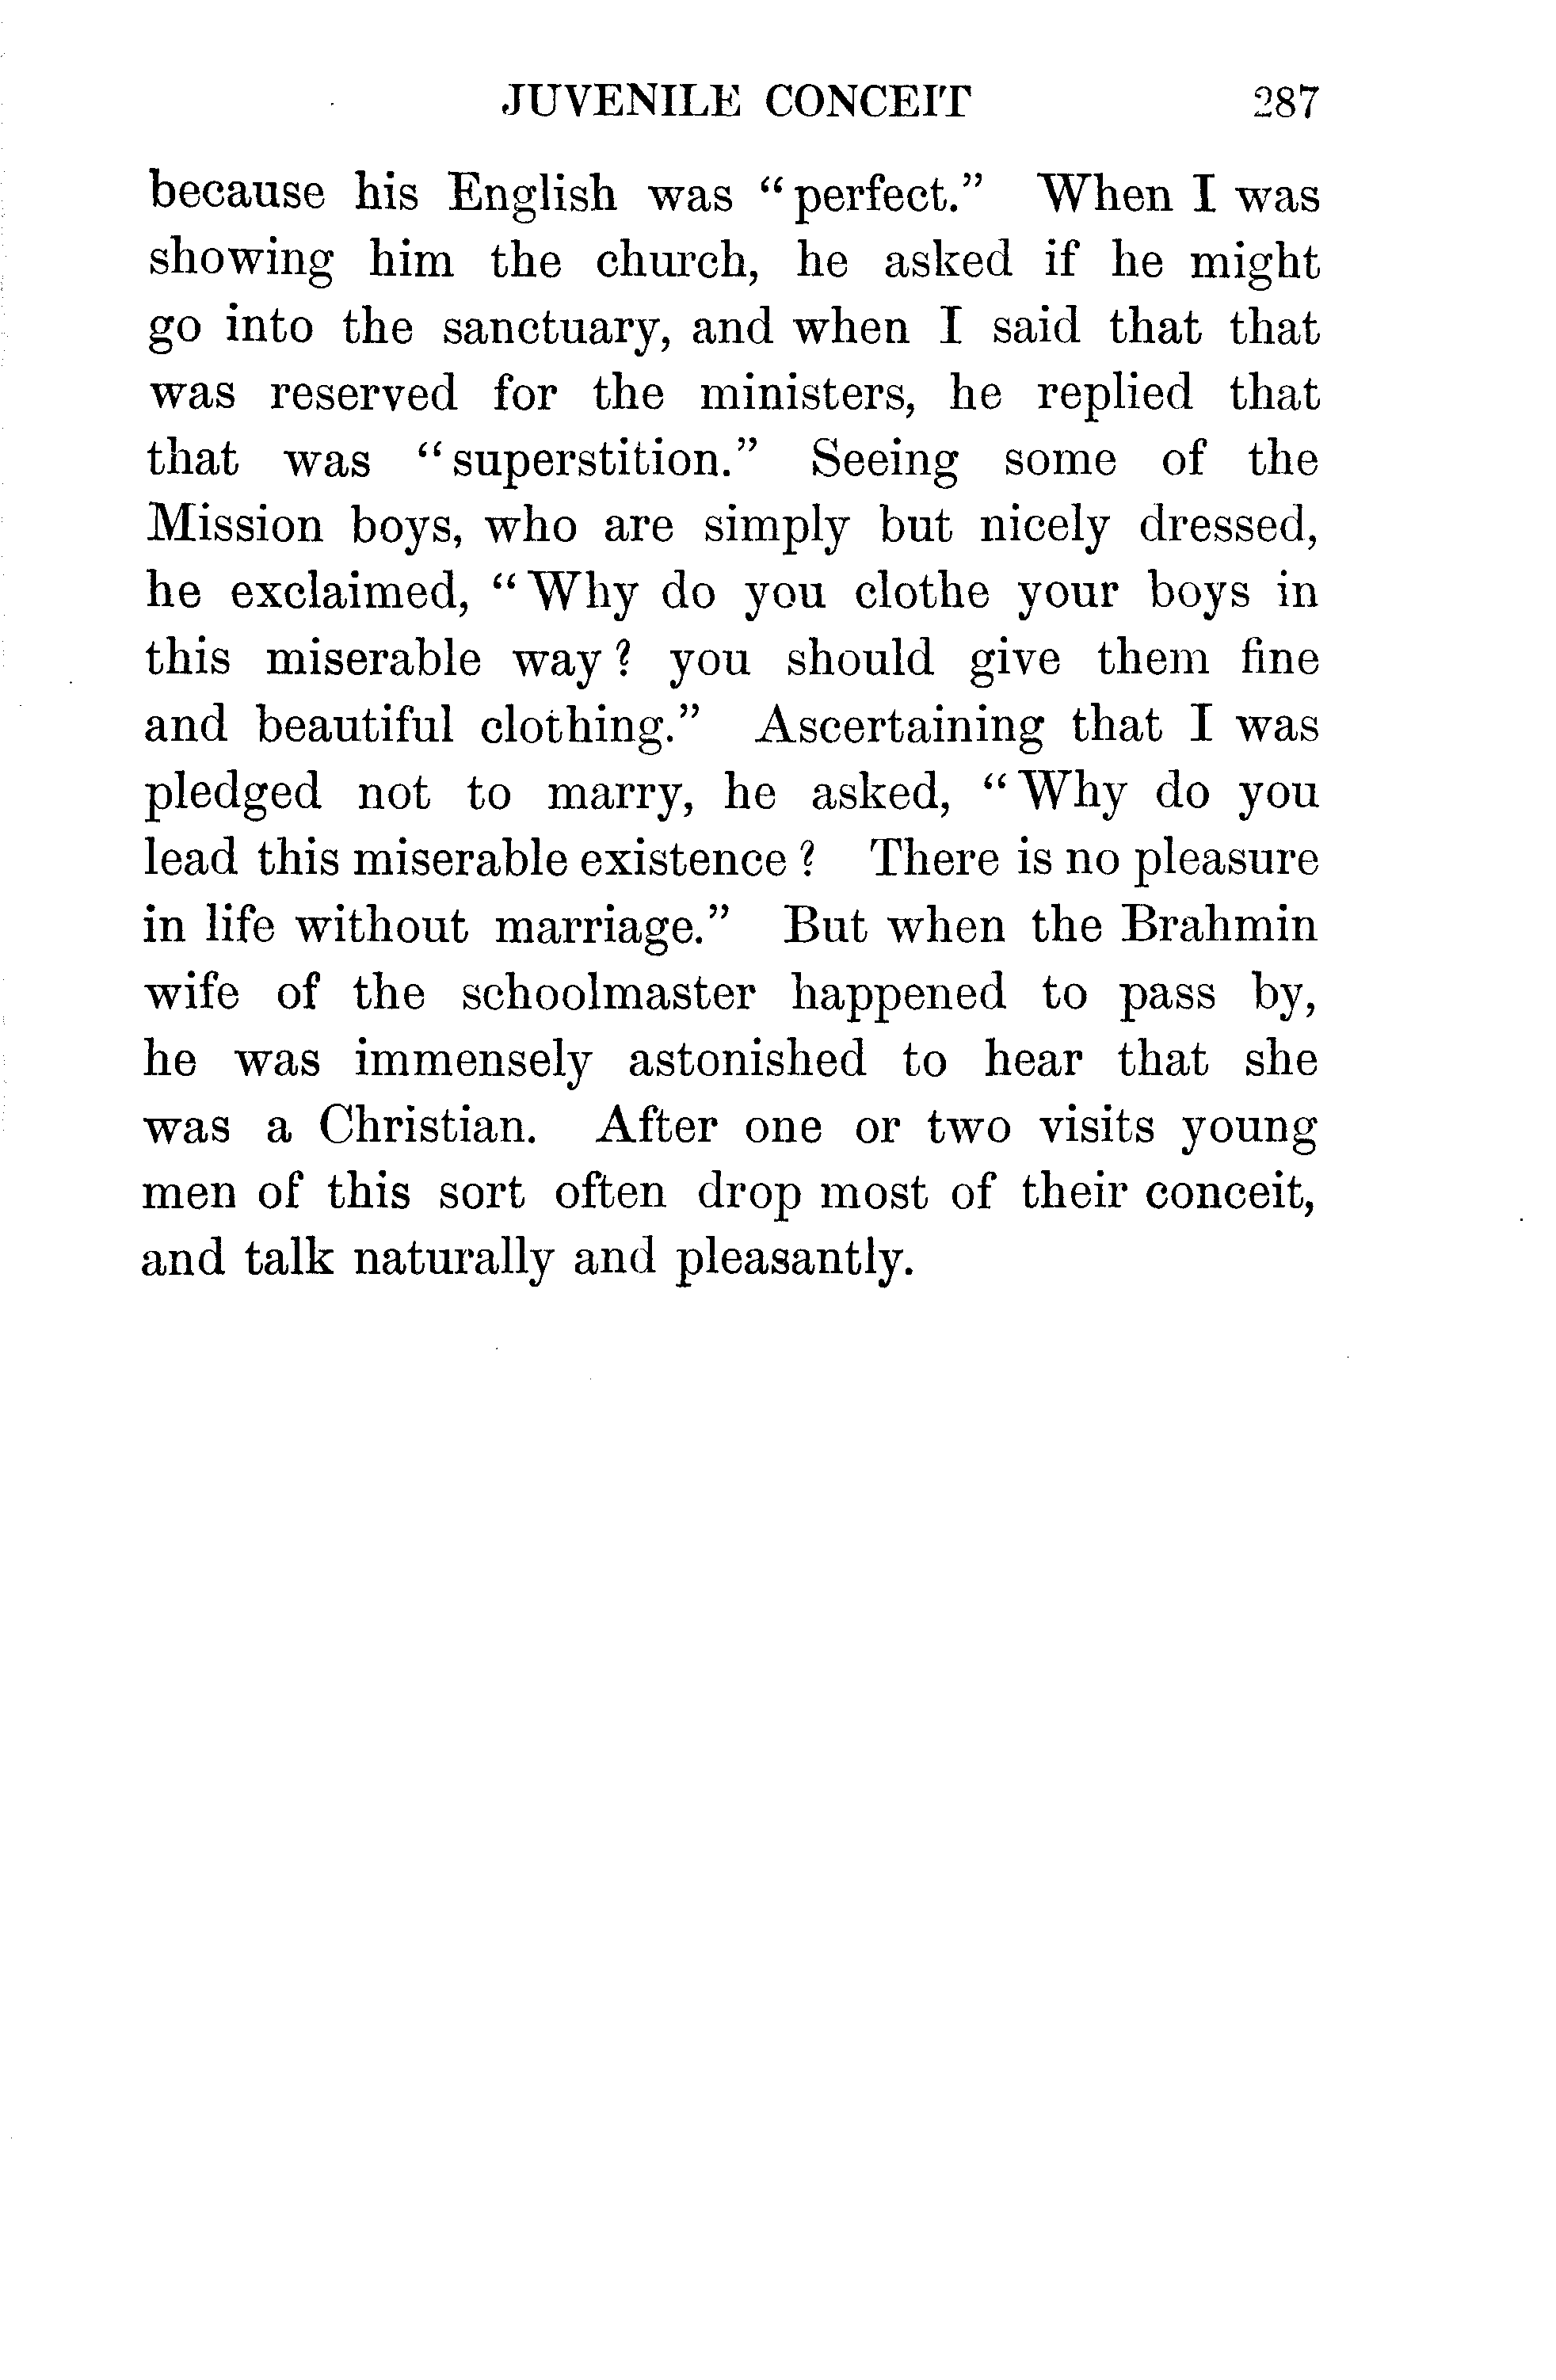 JUVENILE CONCEIT 287
because his English was “perfect.” When I was
showing him the church, he asked if he might
go into the sanctuary, and when I said that that
was reserved for the ministers, he replied that
that was “superstition.” Seeing some of the
Mission boys, who are simply but nicely dressed,
he exclaimed, “Why do you clothe your boys in
this miserable way? you should give them fine
and beautiful clothing.” Ascertaining that I was
pledged not to marry, he asked, “Why do you
lead this miserable existence? There is no pleasure
in life without marriage.” But when the Brahmin
wife of the schoolmaster happened to pass by,
he was immensely astonished to hear that she
was a Christian. After one or two visits young
men of this sort often drop most of their conceit,
and talk naturally and pleasantly.